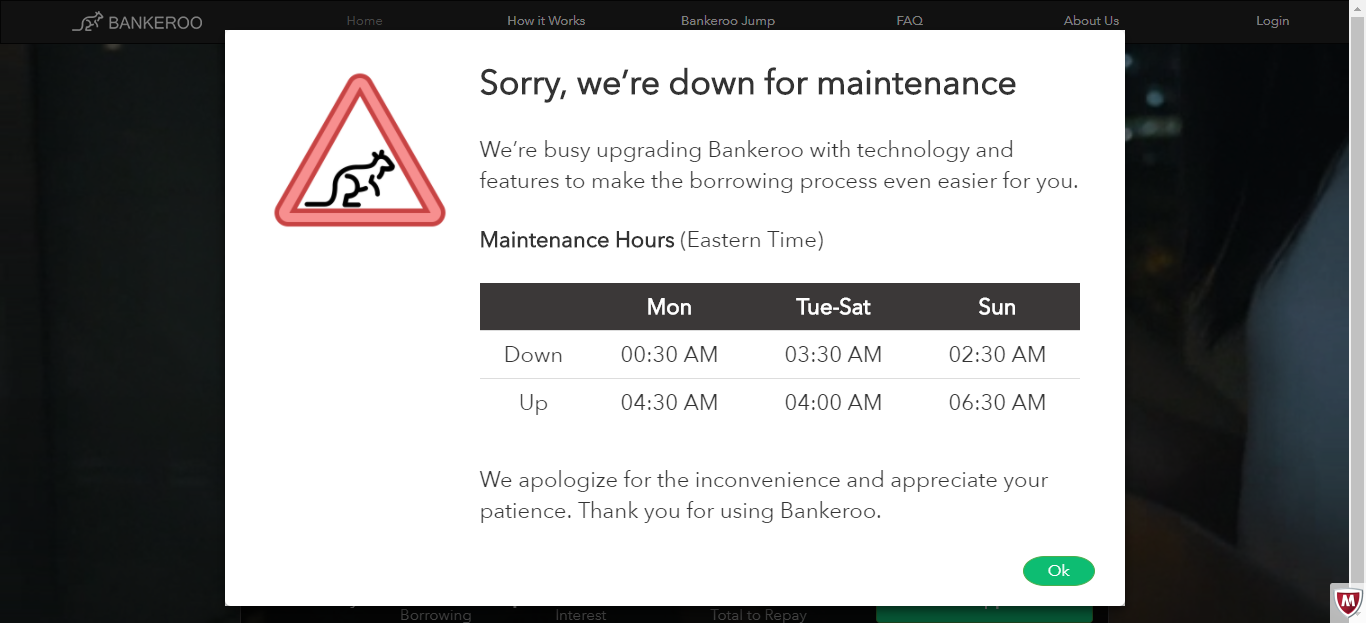 BANKEROO
Home
How it Works
Bankeroo Jump
FAQ
About Us
Login
Sorry, we’re down for maintenance
We’re busy upgrading Bankeroo with technology and
features to make the borrowing process even easier for you.
Maintenance Hours (Eastern Time)
Mon Tue-Sat Sun
Down 00:30 AM 03:30 AM 02:30 AM
Up 04:30 AM 04:00 AM 06:30 AM
We apologize for the inconvenience and appreciate your
patience. Thank you for using Bankeroo.
Ok
Borrowing
Interest
Total to Repay